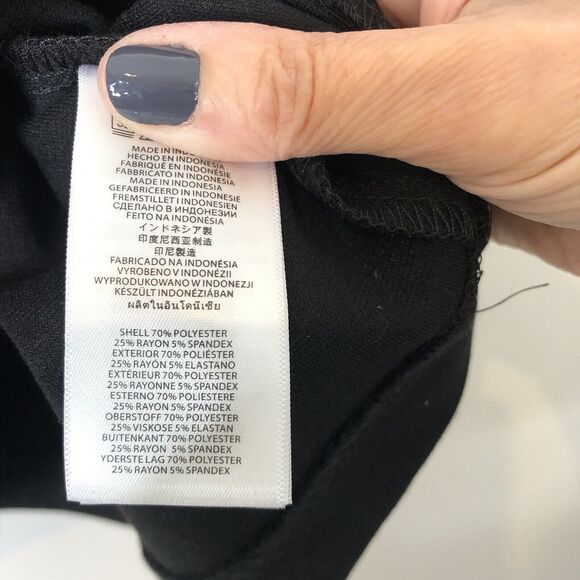 MADE IN
HECHO EN INDONESIA
FABRIQUÉ EN INDONÉSIE
FABBRICATO IN INDONESIA
MADE IN INDONESIA
GEFABRICEERD IN INDONESIË
FREMSTILLET I INDONESIEN
СДЕЛАНО В ИНДОНЕЗИИ
FEITO NA INDONÉSIA
インドネシア製
印度尼西亚制造
印尼製造
FABRICADO NA INDONÉSIA
VYROBENO V INDONÉZII
WYPRODUKOWANO W INDONEZJI
KÉSZÜLT INDONÉZIÁBAN
ผลิตในอินโดนีเซีย
SHELL 70% POLYESTER
25% RAYON 5% SPANDEX
EXTERIOR 70% POLIÉSTER
25% RAYÓN 5% ELASTANO
EXTÉRIEUR 70% POLYESTER
25% RAYONNE 5% SPANDEX
ESTERNO 70% POLIESTERE
25% RAYON 5% SPANDEX
OBERSTOFF 70% POLYESTER
25% VISKOSE 5% ELASTAN
BUITENKANT 70% POLYESTER
25% RAYON 5% SPANDEX
YDERSTE LAG 70% POLYESTER
25% RAYON 5% SPANDEX